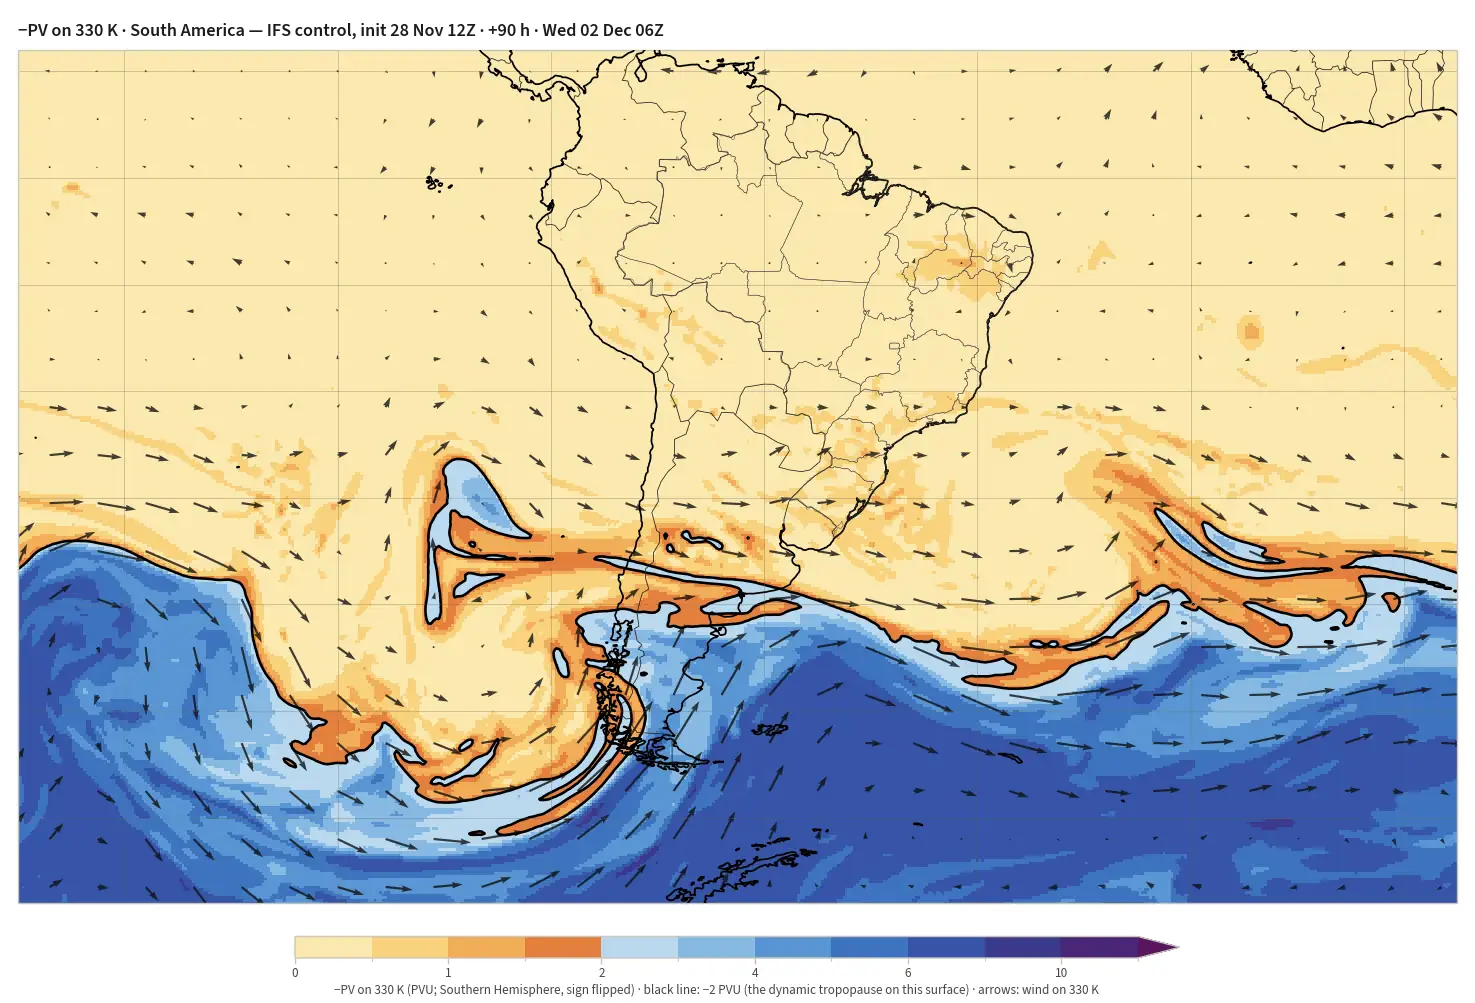 −PV on 330 K · South America — IFS control, init 28 Nov 12Z · +90 h · Wed 02 Dec 06Z
0 1 2 4 6 10
−PV on 330 K (PVU; Southern Hemisphere, sign flipped) · black line: −2 PVU (the dynamic tropopause on this surface) · arrows: wind on 330 K